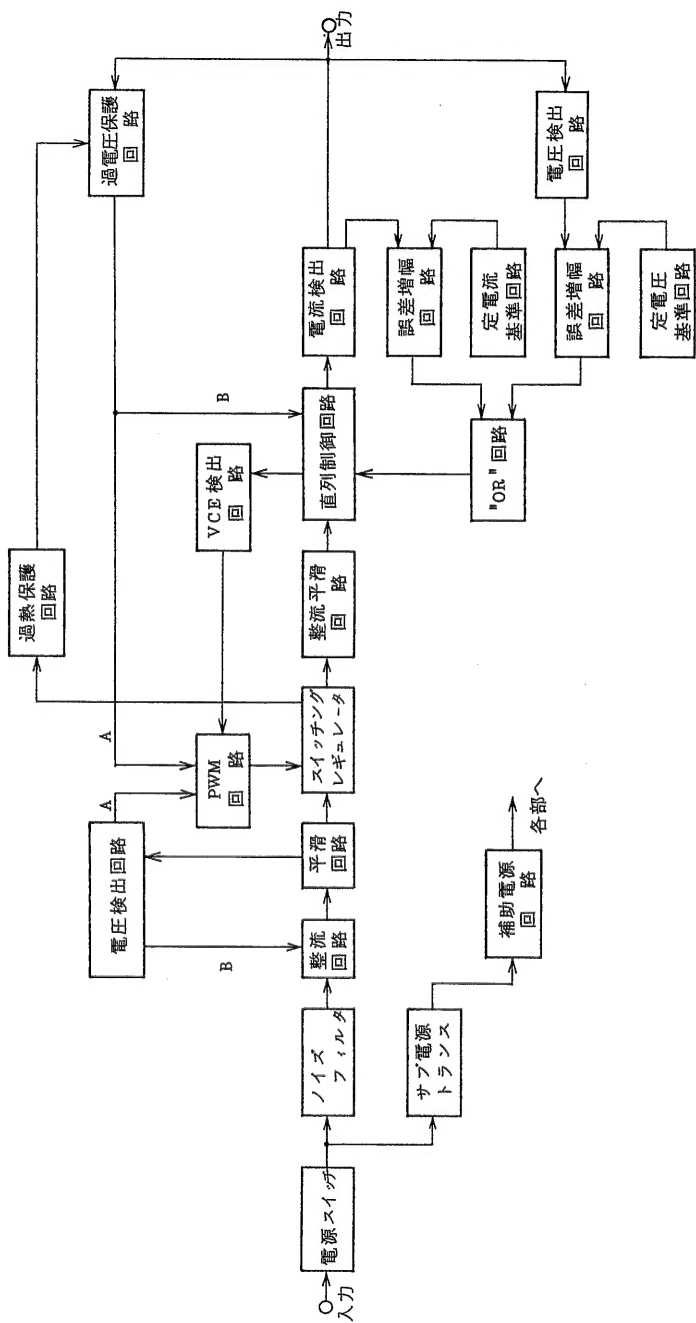 入力
電源スイッチ
ノイズ
フィルタ
サブ電源
トランス
補助電源
回路
各部へ
整流
回路
平滑
回路
電圧検出回路
A
B
PWM
回路
スイッチング
レギュレータ
A
過熱保護
回路
整流平滑
回路
VCE検出
回路
直列制御回路
B
"OR"回路
電流検出
回路
誤差増幅
回路
定電流
基準回路
誤差増幅
回路
定電圧
基準回路
過電圧保護
回路
電圧検出
回路
出力